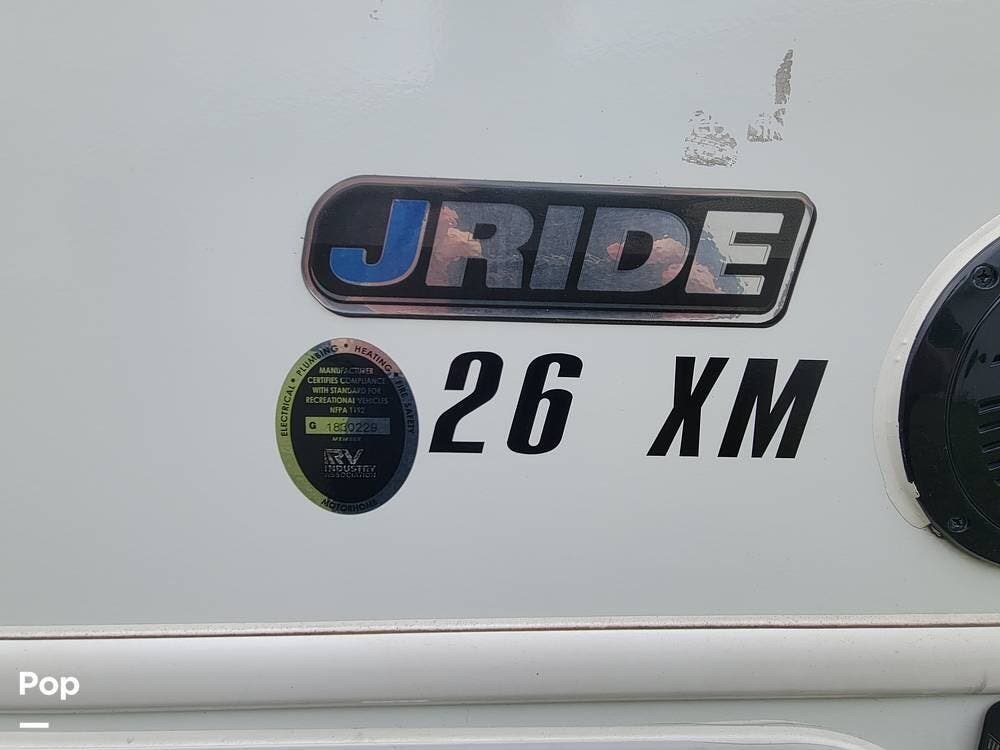 JRIDE
ELECTRICAL • PLUMBING • HEATING • FIRE SAFETY
MANUFACTURER
CERTIFIES COMPLIANCE
WITH STANDARD FOR
RECREATIONAL VEHICLES
NFPA 1192
G 1830229
MEMBER
RV
INDUSTRY
ASSOCIATION
MOTORHOME
26 XM
Pop